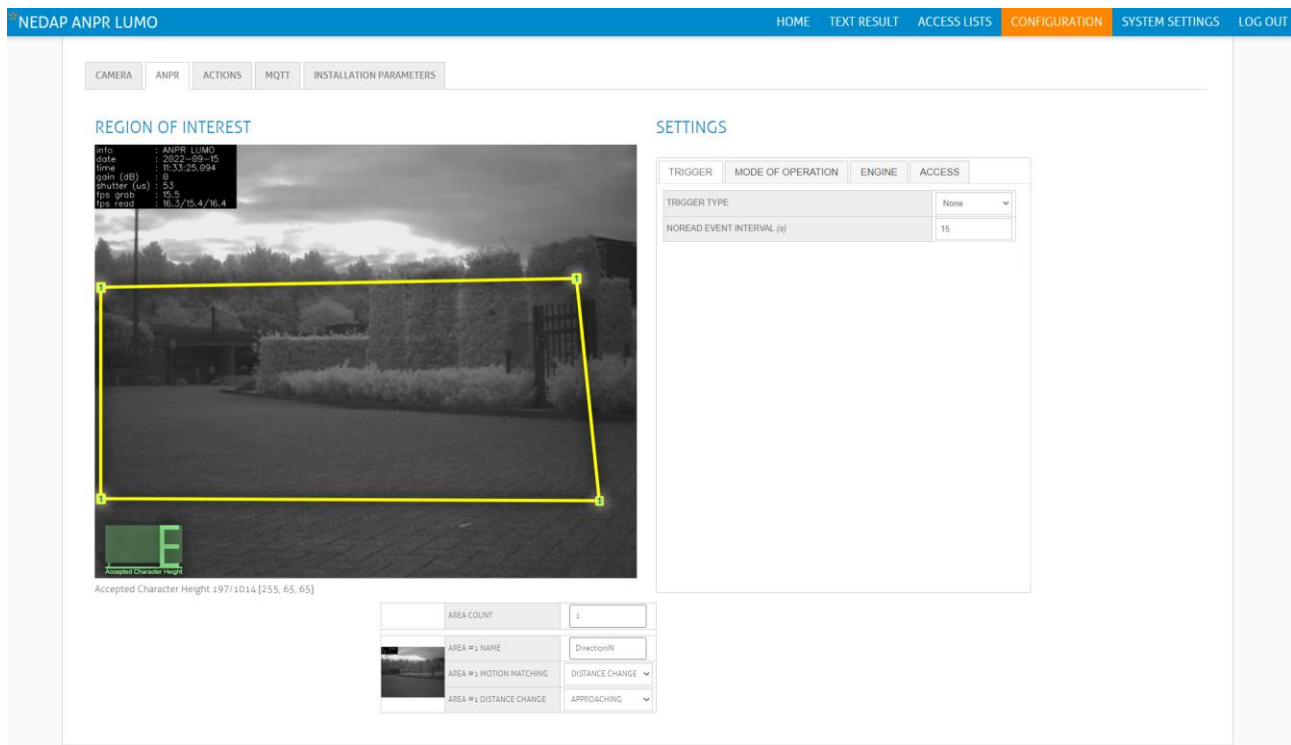 NEDAP ANPR LUMO
HOME TEXT RESULT ACCESS LISTS CONFIGURATION SYSTEM SETTINGS LOG OUT
CAMERA ANPR ACTIONS MQTT INSTALLATION PARAMETERS
REGION OF INTEREST
info : ANPR LUMO
date : 2022-09-15
time : 11:33:25.094
gain (dB) : 0
shutter (us) : 53
fps grab : 15.5
fps read : 16.3/15.4/16.4
1
1
1
1
E
Accepted Character Height
Accepted Character Height 197/1014 [255, 65, 65]
SETTINGS
TRIGGER MODE OF OPERATION ENGINE ACCESS
TRIGGER TYPE None
NOREAD EVENT INTERVAL (s) 15
AREA COUNT 1
AREA #1 NAME DirectionIN
AREA #1 MOTION MATCHING DISTANCE CHANGE
AREA #1 DISTANCE CHANGE APPROACHING